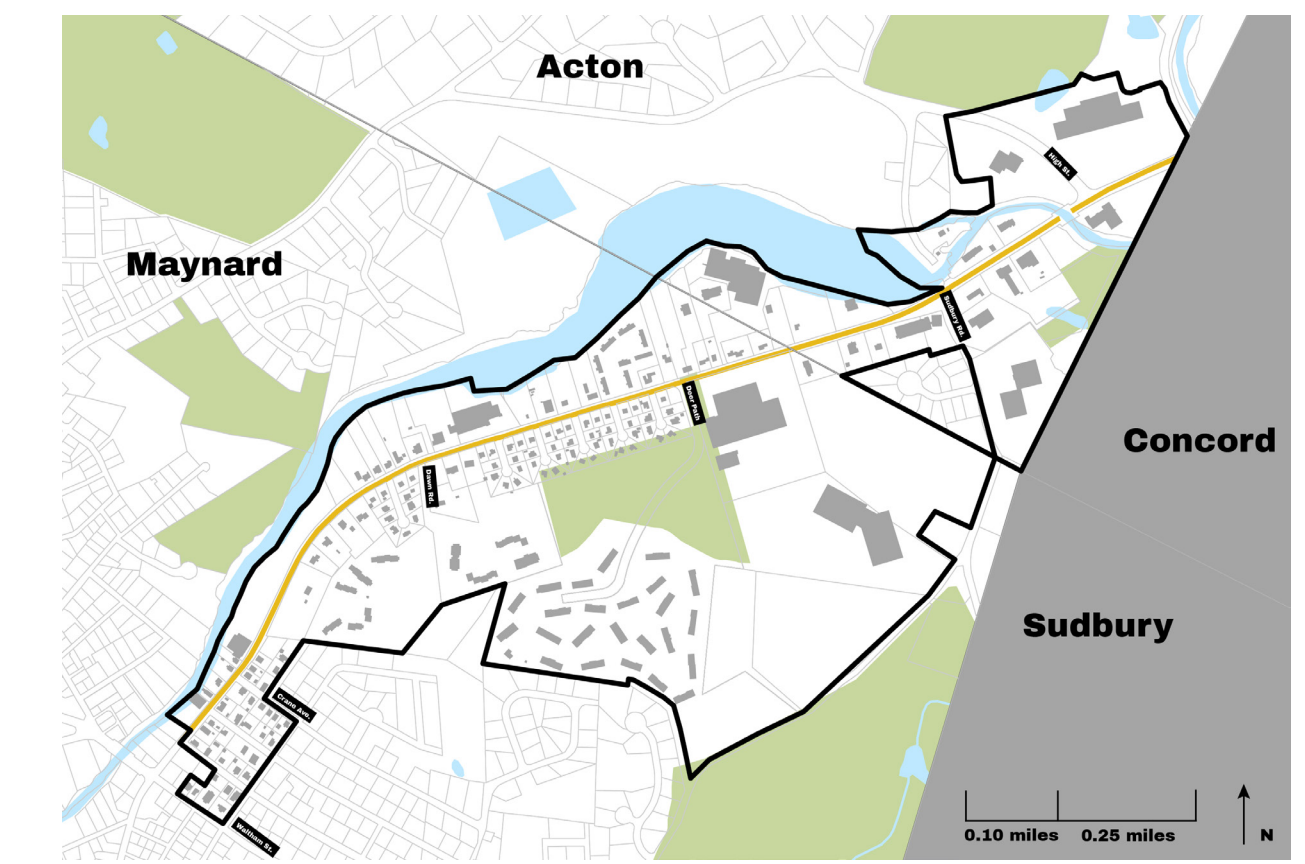 Acton
High St.
Maynard
Sudbury Rd.
Deer Path
Concord
Dawn Rd.
Sudbury
Crane Ave.
Waltham St.
0.10 miles 0.25 miles N